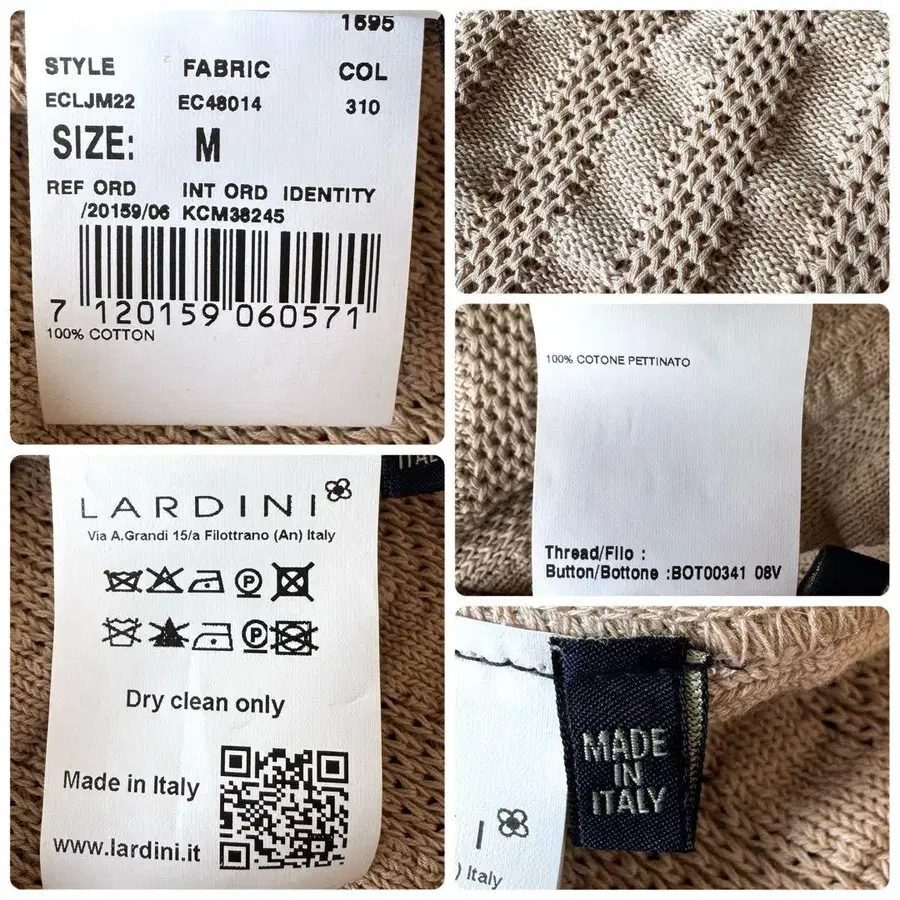 1695
STYLE FABRIC COL
ECLJM22 EC48014 310
SIZE: M
REF ORD INT ORD IDENTITY
/20159/06 KCM38245
7 120159 060571
100% COTTON
100% COTONE PETTINATO
Thread/Filo :
Button/Bottone :BOT00341 08V
LARDINI
Via A.Grandi 15/a Filottrano (An) Italy
P
P
Dry clean only
Made in Italy
www.lardini.it
MADE
IN
ITALY
I
) Italy